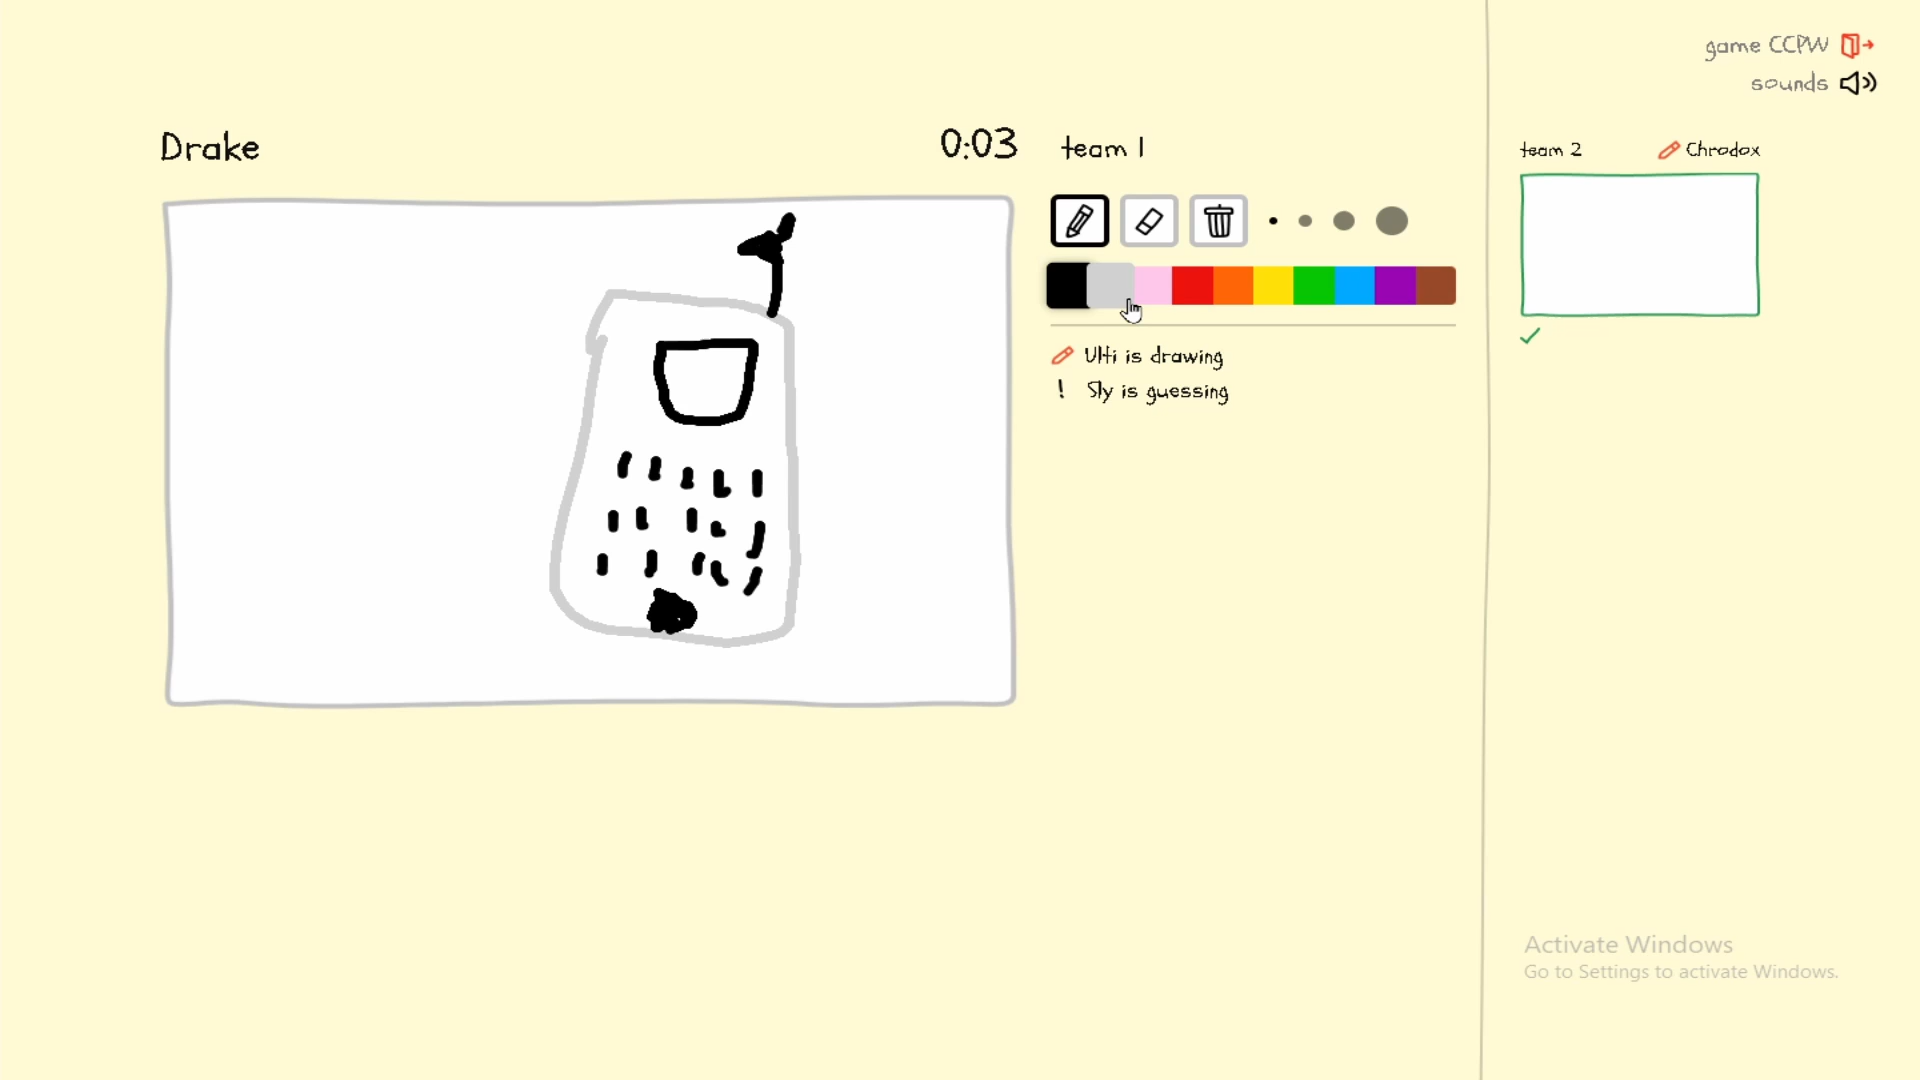 game CCPW
sounds
Drake
0:03
team 1
team 2
Chrodox
Ulfi is drawing
! Sly is guessing
Activate Windows
Go to Settings to activate Windows.